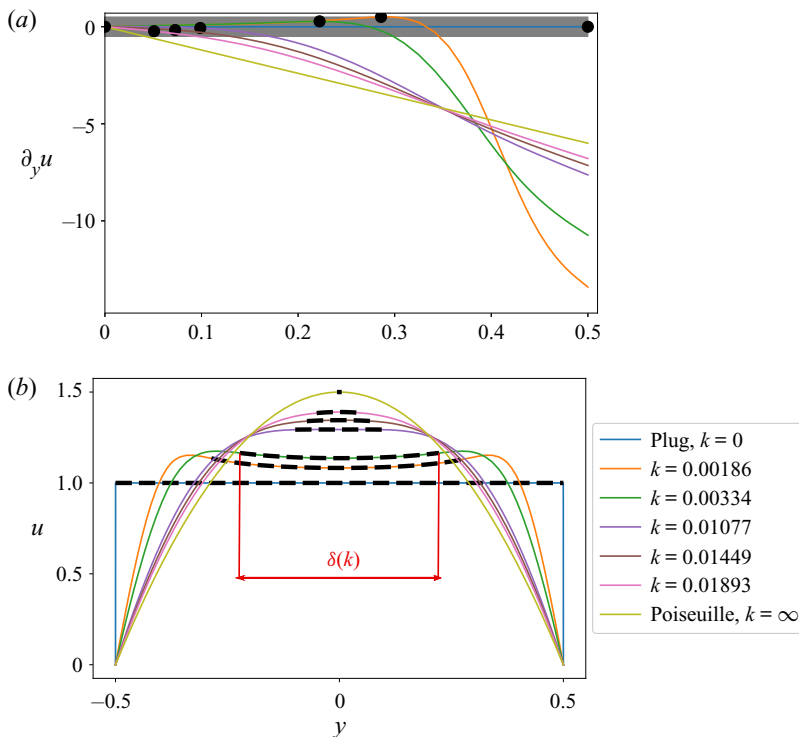 (a)
0
−5
∂yu
−10
0 0.1 0.2 0.3 0.4 0.5
(b)
1.5
1.0
u
0.5
0
δ(k)
−0.5 0 0.5
y
Plug, k = 0
k = 0.00186
k = 0.00334
k = 0.01077
k = 0.01449
k = 0.01893
Poiseuille, k = ∞